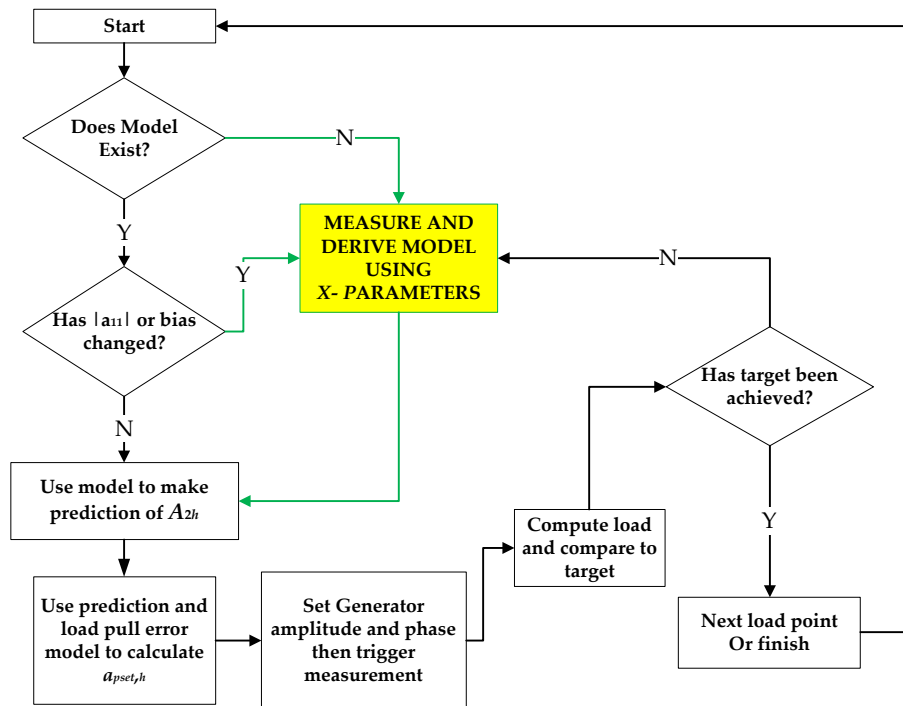 Start
Does Model
Exist?
N
Y
MEASURE AND
DERIVE MODEL
USING
X- PARAMETERS
Y
N
Has |a11| or bias
changed?
Has target been
achieved?
N
Use model to make
prediction of A2h
Compute load
and compare to
target
Y
Use prediction and
load pull error
model to calculate
apset,h
Set Generator
amplitude and phase
then trigger
measurement
Next load point
Or finish